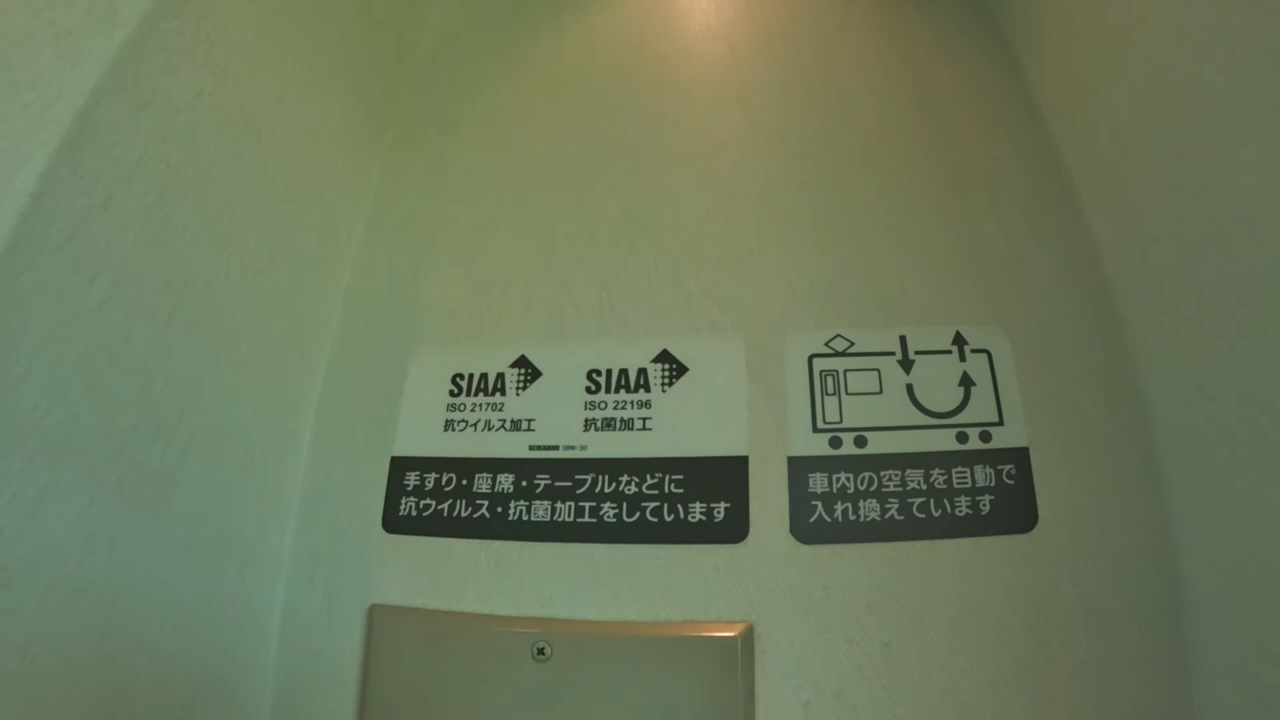 SIAA
ISO 21702
抗ウイルス加工
SIAA
ISO 22196
抗菌加工
手すり・座席・テーブルなどに
抗ウイルス・抗菌加工をしています
車内の空気を自動で
入れ換えています